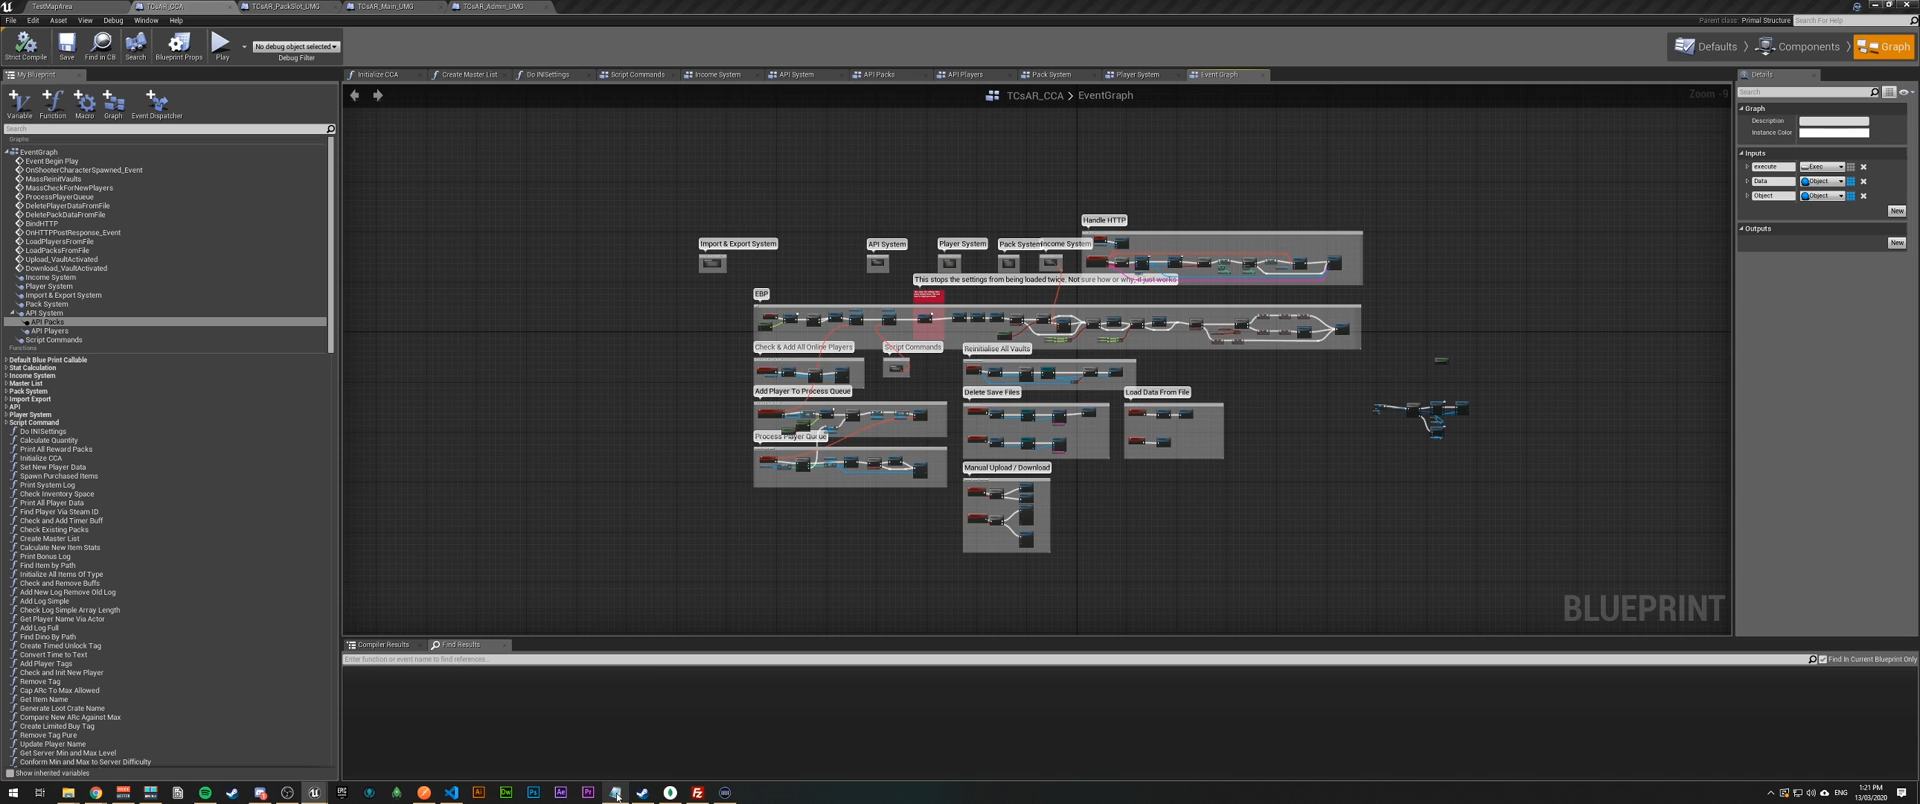 TestMapArea
TCsAR_CCA
TCsAR_PackSlot_UMG
TCsAR_Main_UMG
TCsAR_Admin_UMG
File Edit Asset View Debug Window Help
Parent class: Primal Structure
Search For Help
Strict Compile
Save
Find in CB
Search
Blueprint Props
Play
No debug object selected
Debug Filter
Defaults
Components
Graph
My Blueprint
Variable
Function
Macro
Graph
Event Dispatcher
Search
Graphs
EventGraph
Event Begin Play
OnShooterCharacterSpawned_Event
MassReinitVaults
MassCheckForNewPlayers
ProcessPlayerQueue
DeletePlayerDataFromFile
DeletePackDataFromFile
BindHTTP
OnHTTPPostResponse_Event
LoadPlayersFromFile
LoadPacksFromFile
Upload_VaultActivated
Download_VaultActivated
Income System
Player System
Import & Export System
Pack System
API System
API Packs
API Players
Script Commands
Functions
Default Blue Print Callable
Stat Calculation
Income System
Master List
Pack System
Import Export
API
Player System
Script Command
Do INISettings
Calculate Quantity
Print All Reward Packs
Initialize CCA
Set New Player Data
Spawn Purchased Items
Print System Log
Check Inventory Space
Print All Player Data
Find Player Via Steam ID
Check and Add Timer Buff
Check Existing Packs
Create Master List
Calculate New Item Stats
Print Bonus Log
Find Item by Path
Initialize All Items Of Type
Check and Remove Buffs
Add New Log Remove Old Log
Add Log Simple
Check Log Simple Array Length
Get Player Name Via Actor
Add Log Full
Find Dino By Path
Create Timed Unlock Tag
Convert Time to Text
Add Player Tags
Check and Init New Player
Remove Tag
Cap ARc To Max Allowed
Get Item Name
Generate Loot Crate Name
Compare New ARc Against Max
Create Limited Buy Tag
Remove Tag Pure
Update Player Name
Get Server Min and Max Level
Conform Min and Max to Server Difficulty
Show inherited variables
Initialize CCA
Create Master List
Do INISettings
Script Commands
Income System
API System
API Packs
API Players
Pack System
Player System
Event Graph
TCsAR_CCA > EventGraph
Zoom -9
Handle HTTP
Import & Export System
API System
Player System
Pack System
Income System
This stops the settings from being loaded twice. Not sure how or why, it just works
EBP
Check & Add All Online Players
Script Commands
Reinitialise All Vaults
Add Player To Process Queue
Delete Save Files
Load Data From File
Process Player Queue
Manual Upload / Download
BLUEPRINT
Compiler Results
Find Results
Enter function or event name to find references...
Find In Current Blueprint Only
Details
Search
Graph
Description
Instance Color
Inputs
execute
Exec
Data
Object
Object
Object
New
Outputs
New
ENG
1:21 PM
13/03/2020